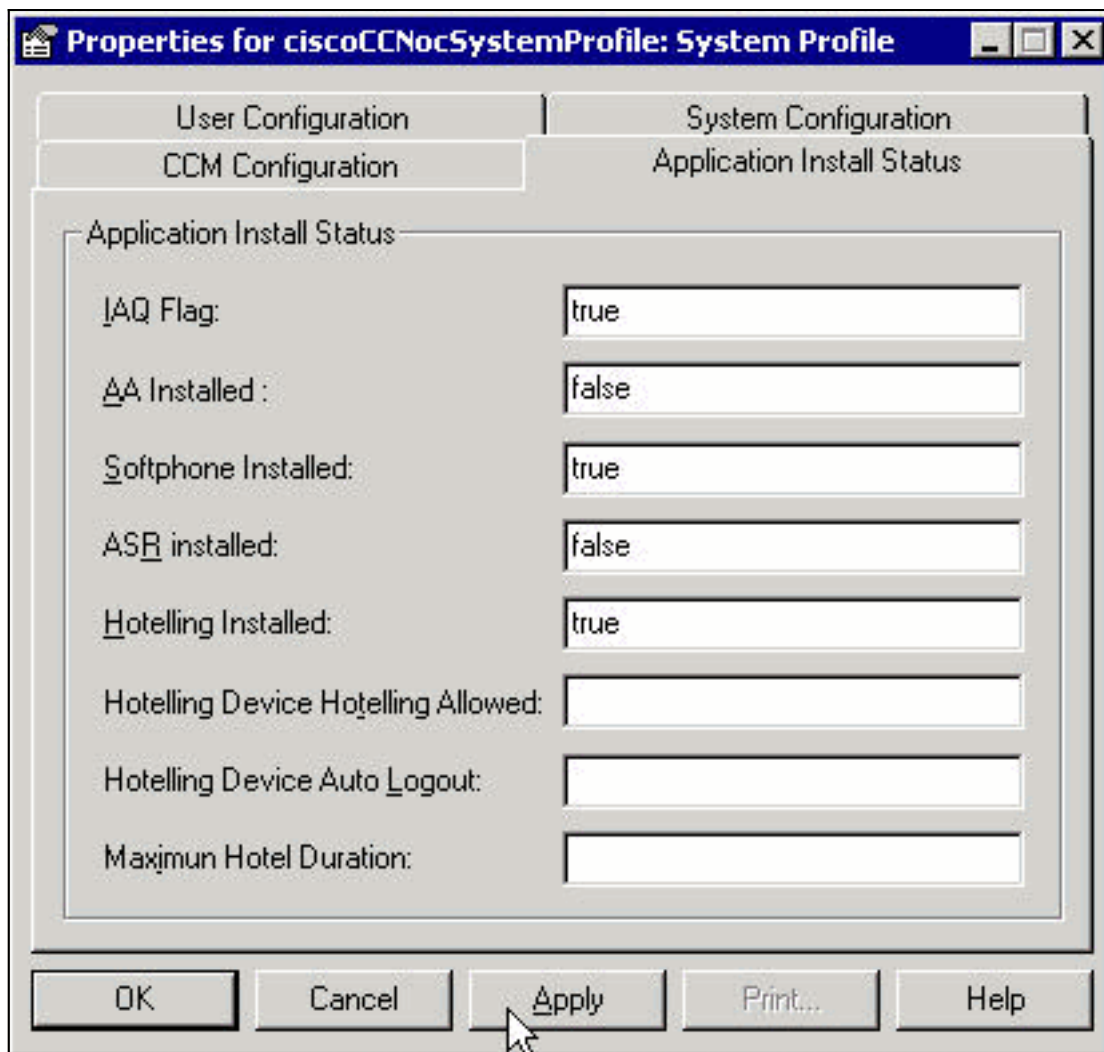 Properties for ciscoCCNocSystemProfile: System Profile
User Configuration
System Configuration
CCM Configuration
Application Install Status
Application Install Status
IAQ Flag:
true
AA Installed :
false
Softphone Installed:
true
ASR installed:
false
Hotelling Installed:
true
Hotelling Device Hotelling Allowed:
Hotelling Device Auto Logout:
Maximun Hotel Duration:
OK
Cancel
Apply
Print...
Help